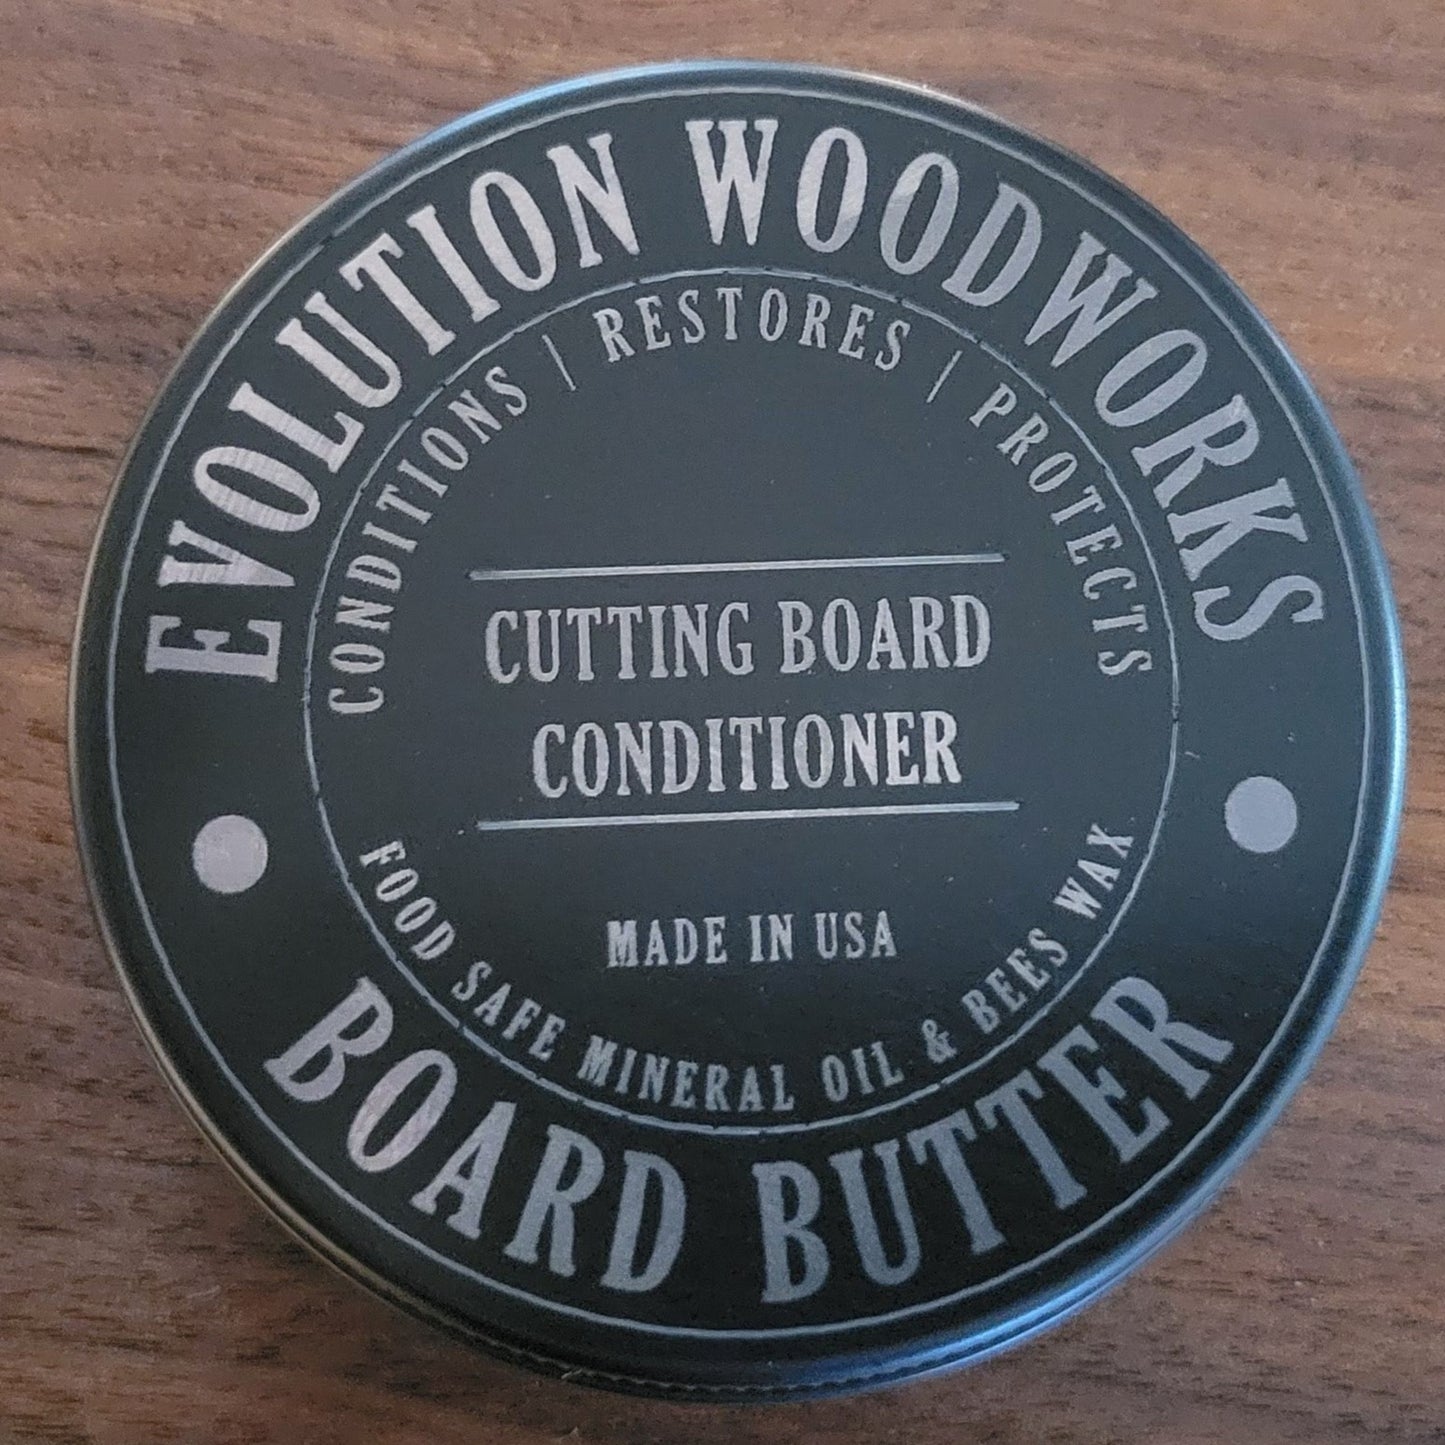 EVOLUTION WOODWORKS
CONDITIONS | RESTORES | PROTECTS
CUTTING BOARD
CONDITIONER
MADE IN USA
FOOD SAFE MINERAL OIL & BEES WAX
BOARD BUTTER